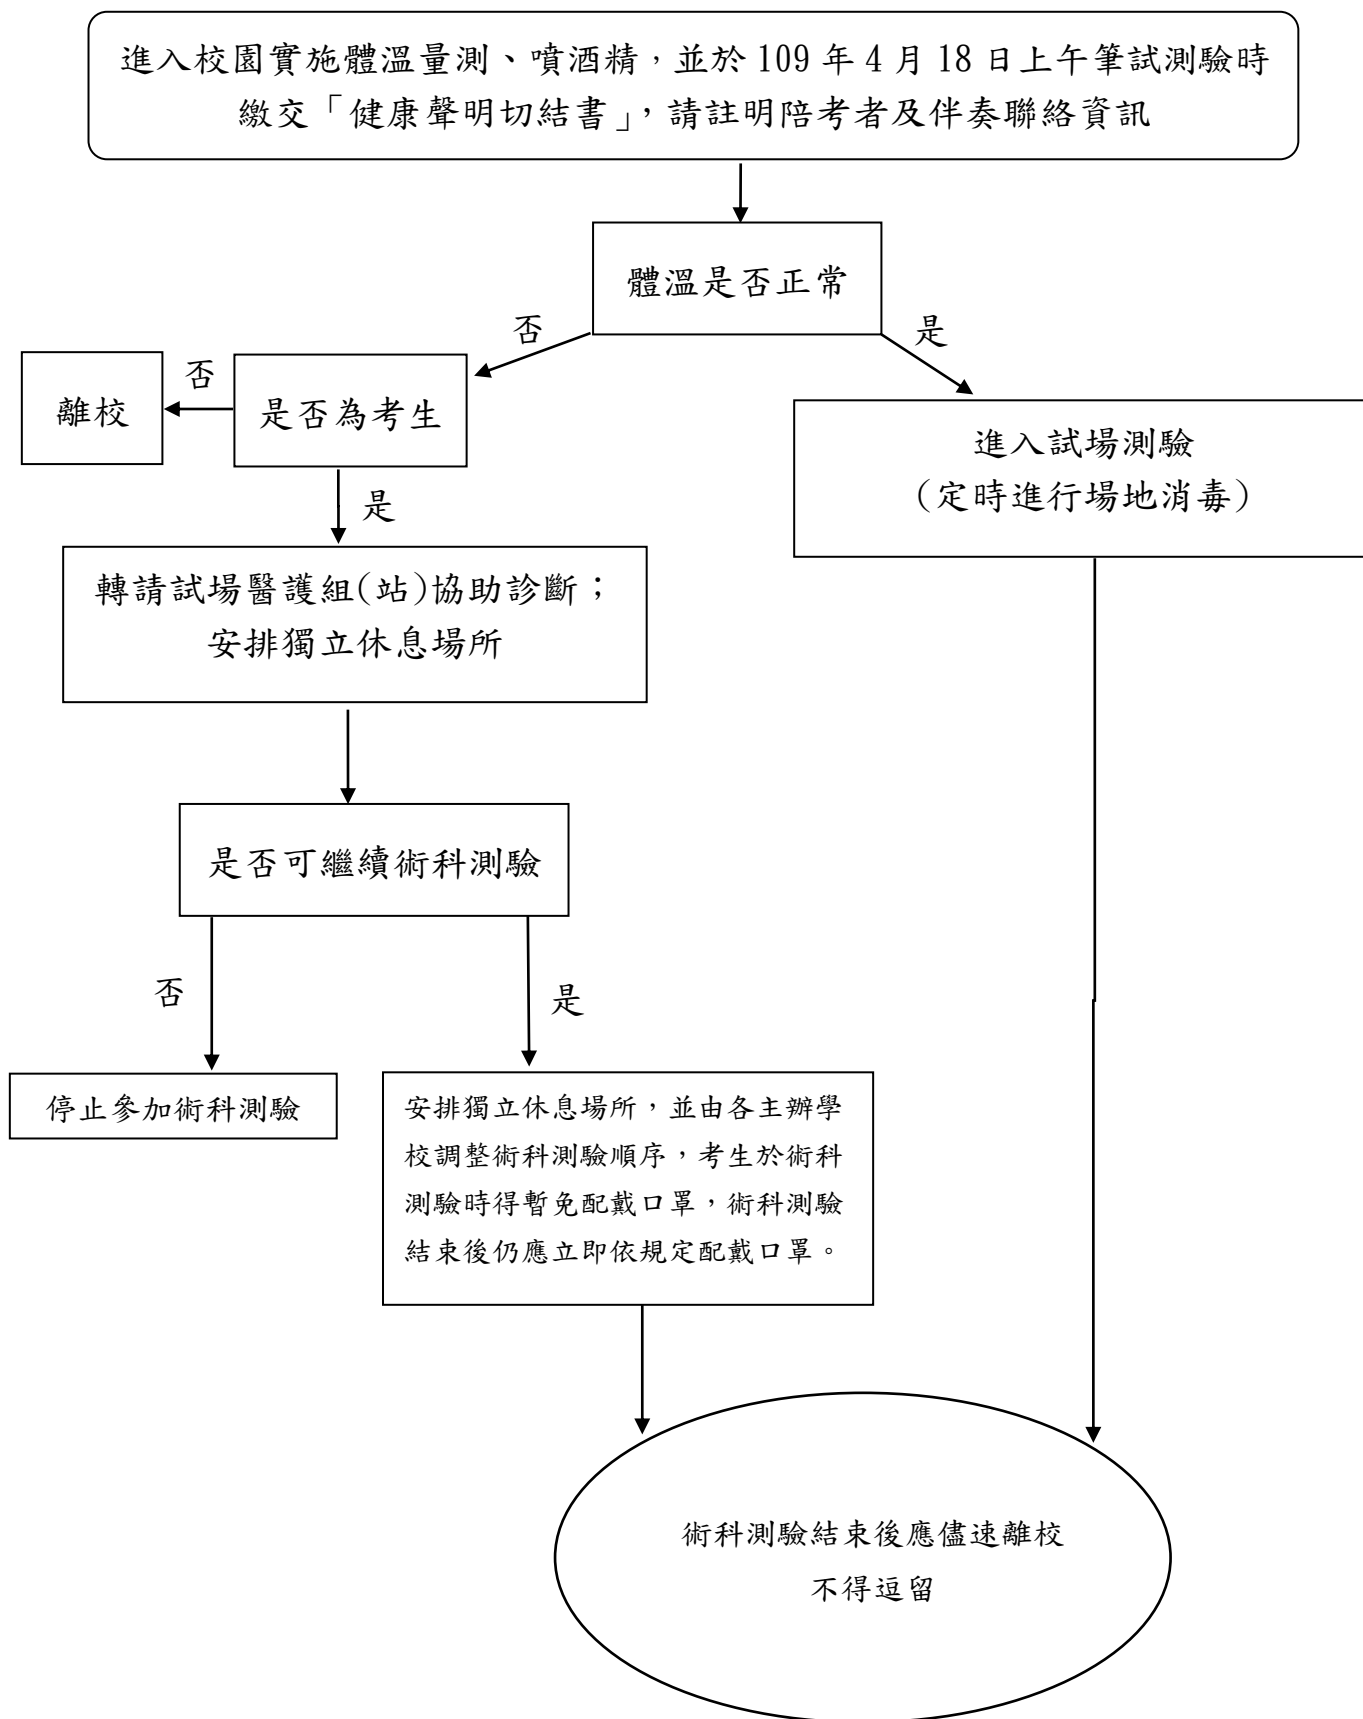 進入校園實施體溫量測、噴酒精，並於 109 年 4 月 18 日上午筆試測驗時
繳交「健康聲明切結書」，請註明陪考者及伴奏聯絡資訊
體溫是否正常
否
是
離校
否
是否為考生
進入試場測驗
（定時進行場地消毒）
是
轉請試場醫護組(站)協助診斷；
安排獨立休息場所
是否可繼續術科測驗
否
是
停止參加術科測驗
安排獨立休息場所，並由各主辦學
校調整術科測驗順序，考生於術科
測驗時得暫免配戴口罩，術科測驗
結束後仍應立即依規定配戴口罩。
術科測驗結束後應儘速離校
不得逗留